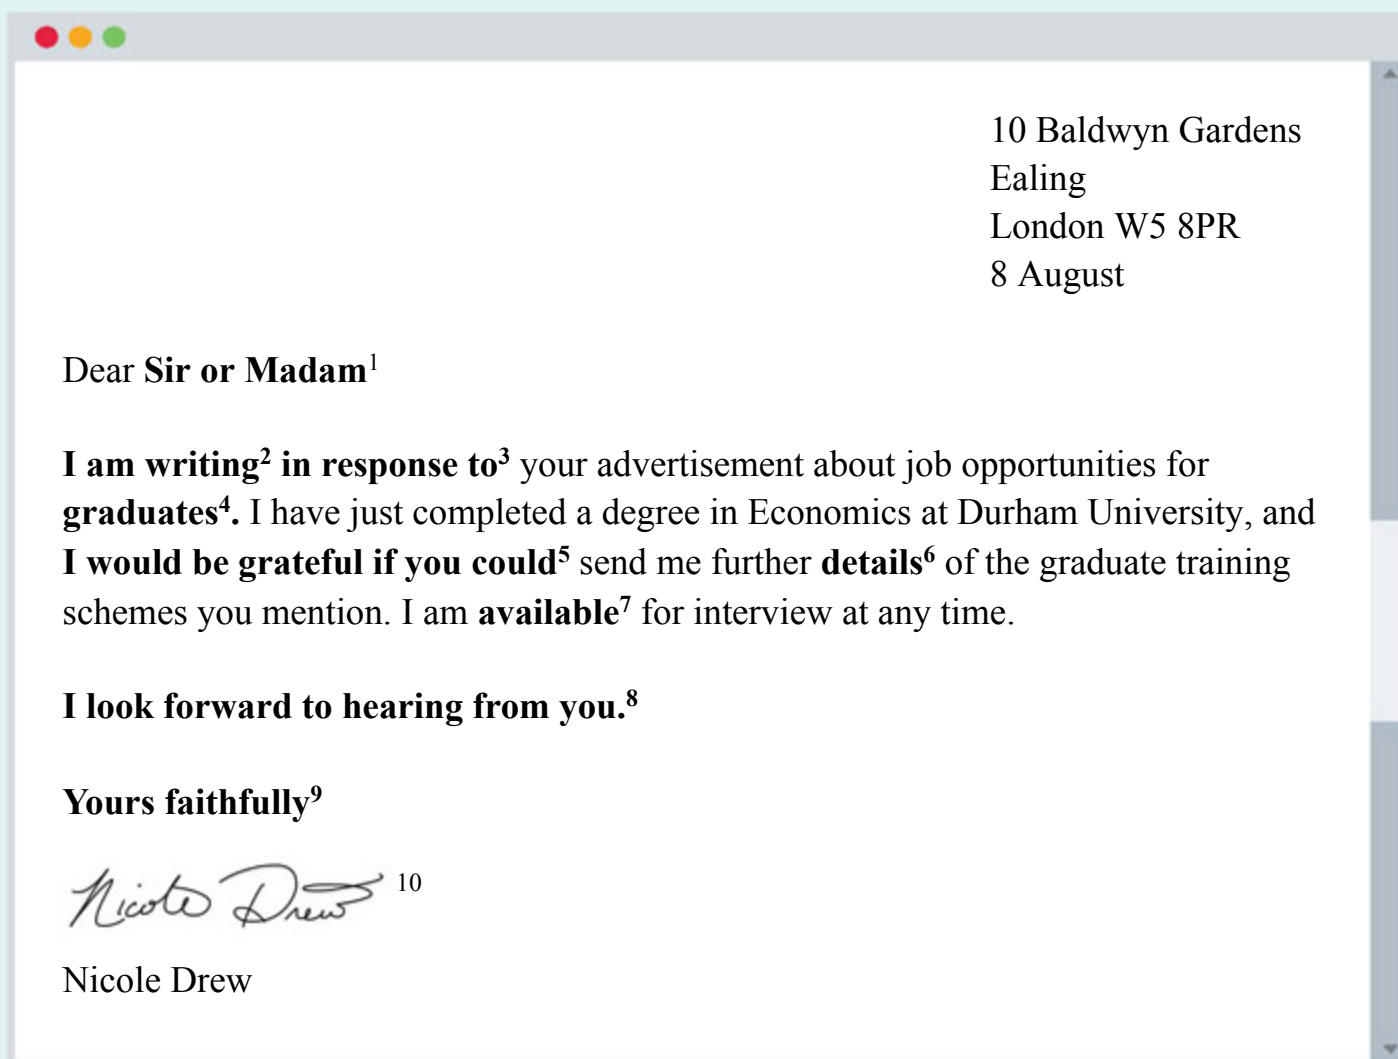 10 Baldwyn Gardens
Ealing
London W5 8PR
8 August
Dear Sir or Madam¹
I am writing² in response to³ your advertisement about job opportunities for
graduates⁴. I have just completed a degree in Economics at Durham University, and
I would be grateful if you could⁵ send me further details⁶ of the graduate training
schemes you mention. I am available⁷ for interview at any time.
I look forward to hearing from you.⁸
Yours faithfully⁹
Nicole Drew ¹⁰
Nicole Drew